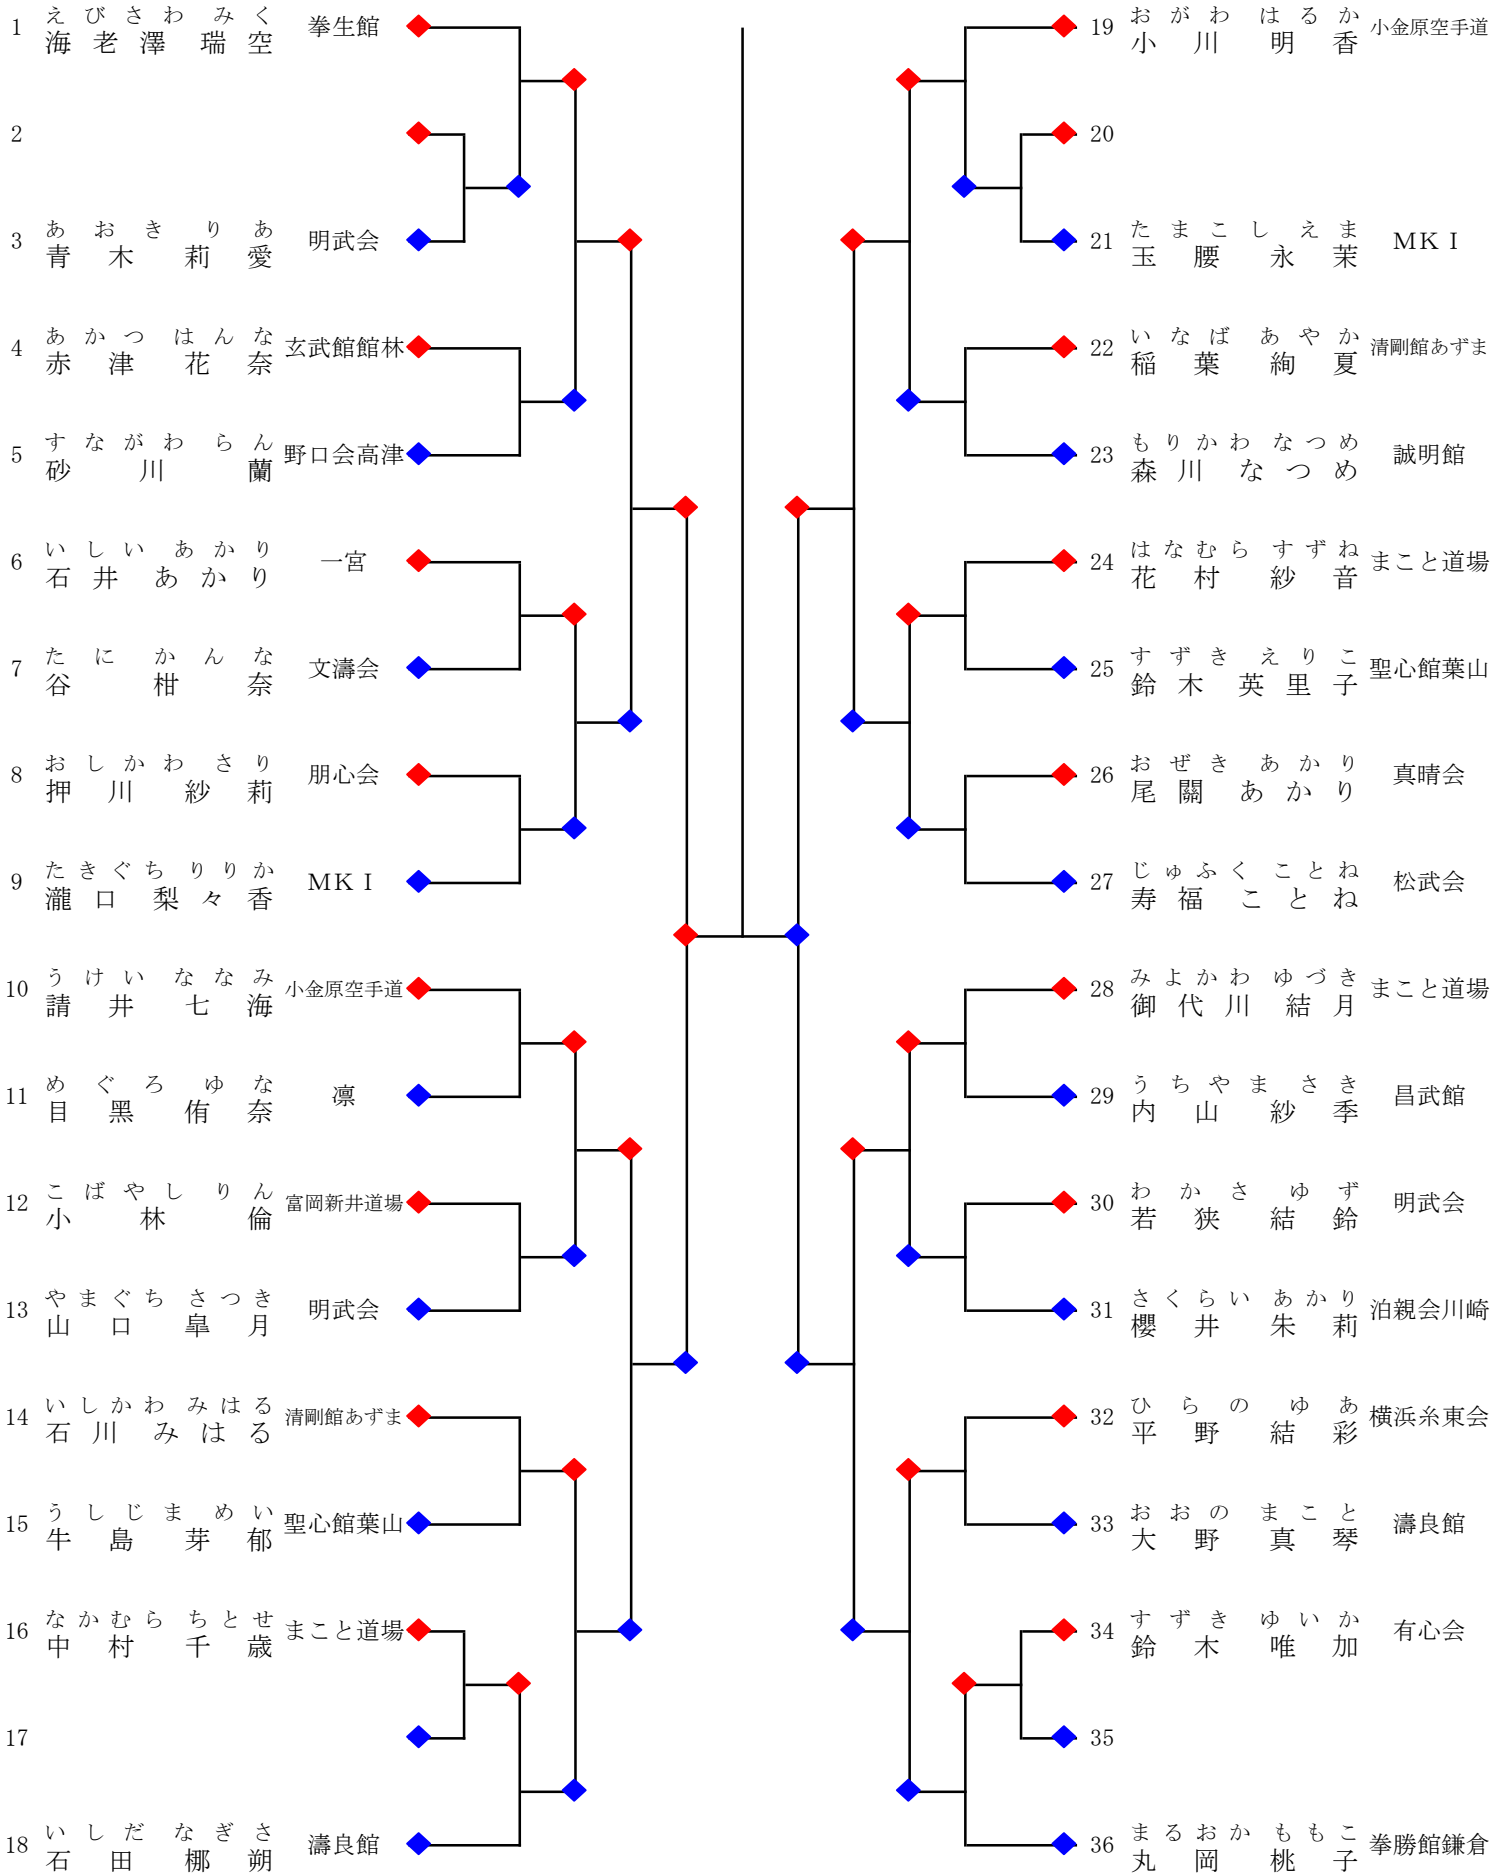 えびさわ みく
1 海老澤 瑞空 拳生館
2
あおき りあ
3 青木 莉愛 明武会
あかつ はんな
4 赤津 花奈 玄武館館林
すながわ らん
5 砂川 蘭 野口会高津
いしい あかり
6 石井 あかり 一宮
たに かんな
7 谷 柑奈 文濤会
おしかわ さり
8 押川 紗莉 朋心会
たきぐち りりか
9 瀧口 梨々香 MKI
うけい ななみ
10 請井 七海 小金原空手道
めぐろ ゆな
11 目黒 侑奈 凛
こばやし りん
12 小林 倫 富岡新井道場
やまぐち さつき
13 山口 皐月 明武会
いしかわ みはる
14 石川 みはる 清剛館あずま
うしじま めい
15 牛島 芽郁 聖心館葉山
なかむら ちとせ
16 中村 千歳 まこと道場
17
いしだ なぎさ
18 石田 梛朔 濤良館
おがわ はるか
19 小川 明香 小金原空手道
20
たまこし えま
21 玉腰 永茉 MKI
いなば あやか
22 稲葉 絢夏 清剛館あずま
もりかわ なつめ
23 森川 なつめ 誠明館
はなむら すずね
24 花村 紗音 まこと道場
すずき えりこ
25 鈴木 英里子 聖心館葉山
おぜき あかり
26 尾關 あかり 真晴会
じゅふく ことね
27 寿福 ことね 松武会
みよかわ ゆづき
28 御代川 結月 まこと道場
うちやま さき
29 内山 紗季 昌武館
わかさ ゆず
30 若狭 結鈴 明武会
さくらい あかり
31 櫻井 朱莉 泊親会川崎
ひらの ゆあ
32 平野 結彩 横浜糸東会
おおの まこと
33 大野 真琴 濤良館
すずき ゆいか
34 鈴木 唯加 有心会
35
まるおか ももこ
36 丸岡 桃子 拳勝館鎌倉